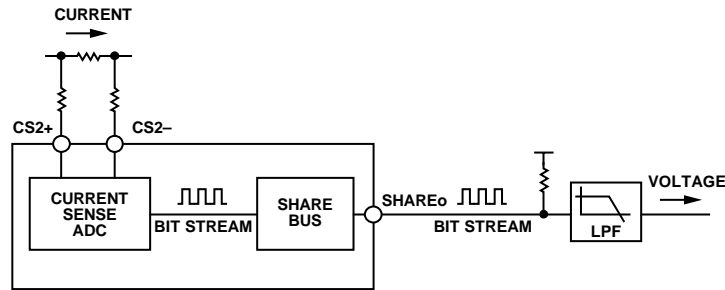 CURRENT
CS2+
CS2–
CURRENT
SENSE
ADC
BIT STREAM
SHARE
BUS
SHAREo
BIT STREAM
LPF
VOLTAGE